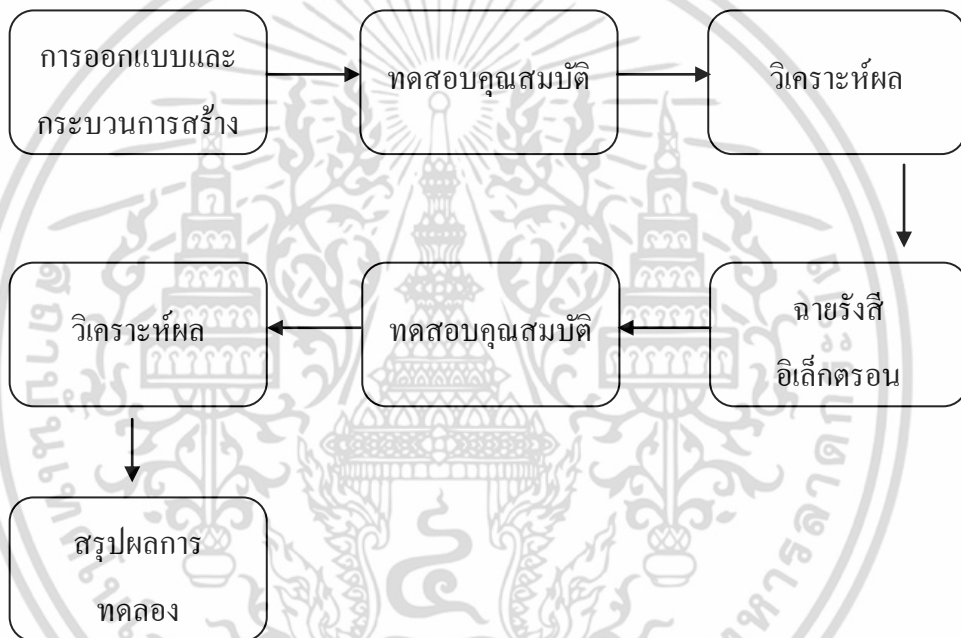 การออกแบบและ
กระบวนการสร้าง
ทดสอบคุณสมบัติ
วิเคราะห์ผล
ฉายรังสี
อิเล็กตรอน
ทดสอบคุณสมบัติ
วิเคราะห์ผล
สรุปผลการ
ทดลอง